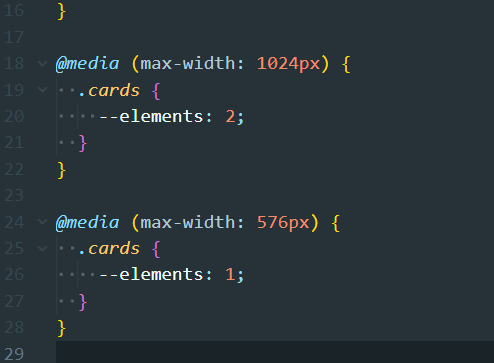 16 }
17
18 @media (max-width: 1024px) {
19 .cards {
20 --elements: 2;
21 }
22 }
23
24 @media (max-width: 576px) {
25 .cards {
26 --elements: 1;
27 }
28 }
29